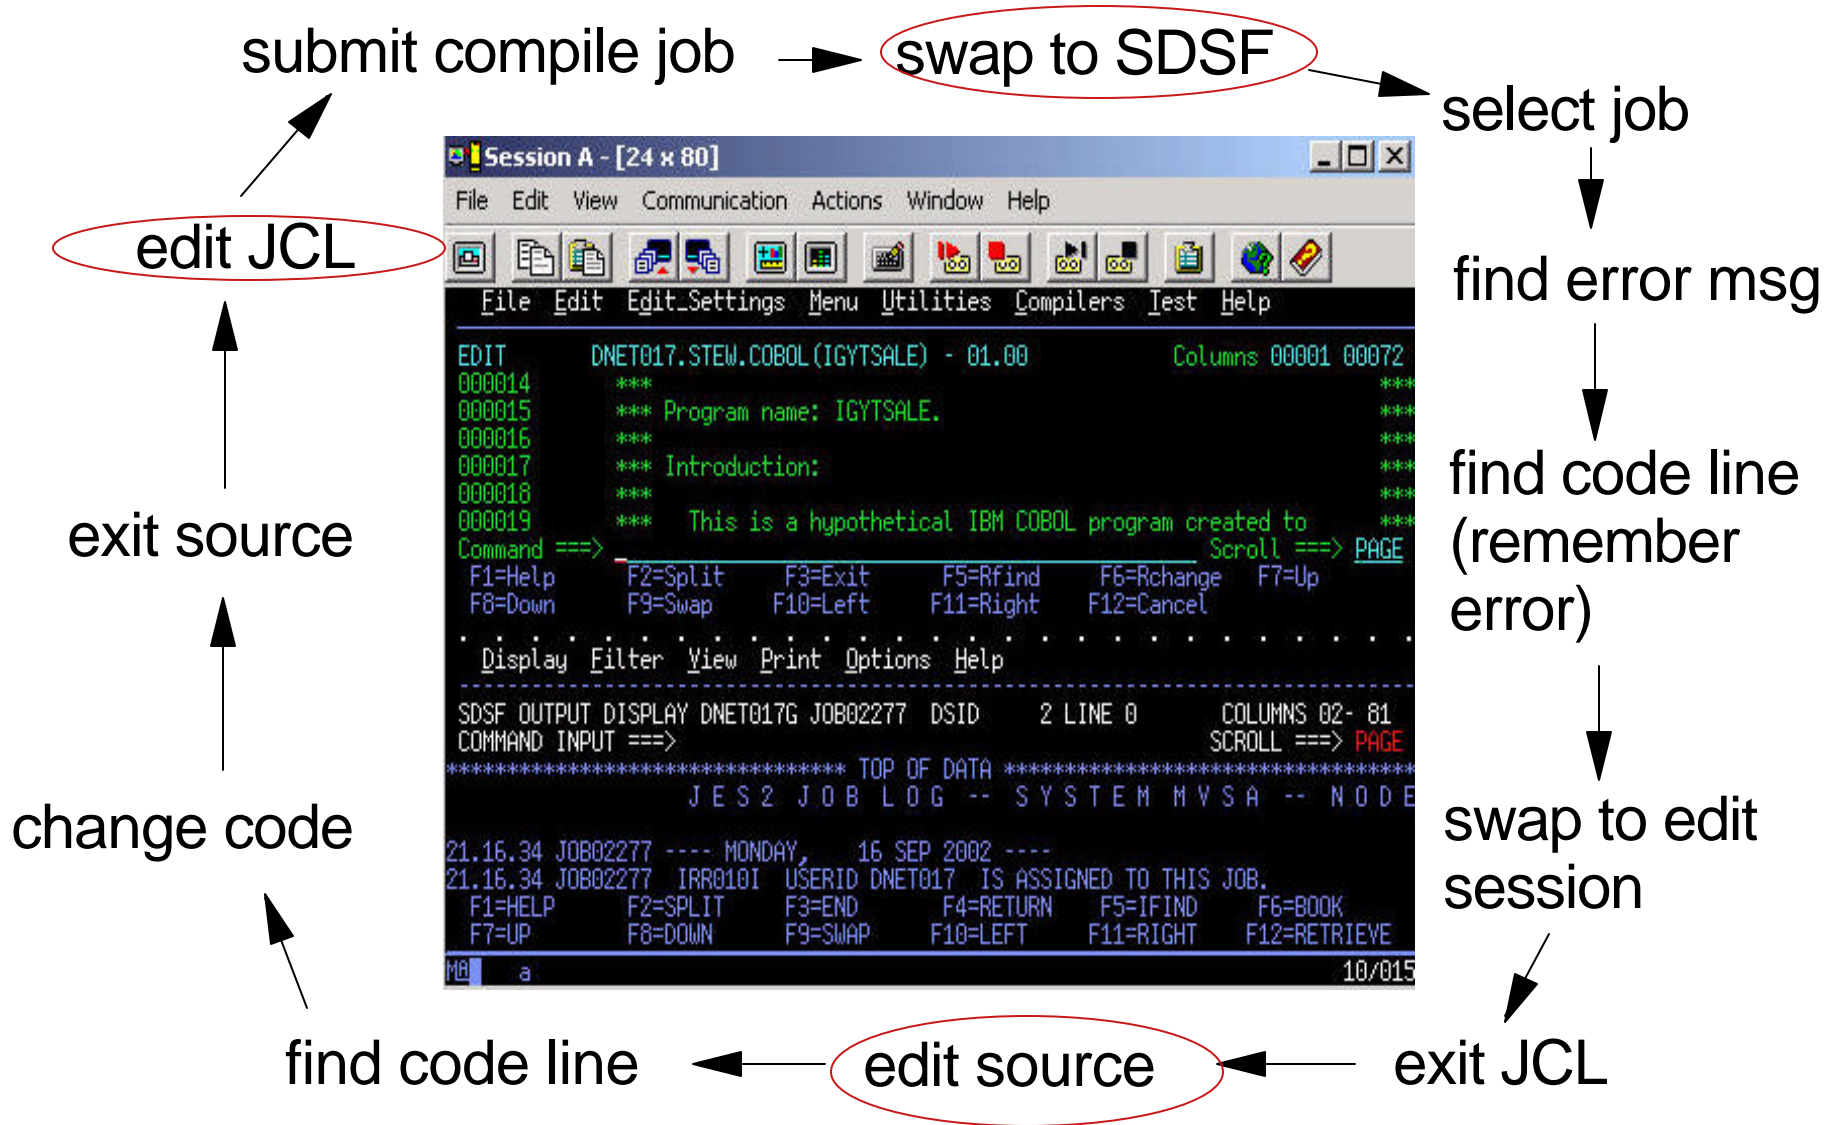 submit compile job
swap to SDSF
select job
find error msg
find code line
(remember
error)
swap to edit
session
exit JCL
edit source
find code line
change code
exit source
edit JCL
Session A - [24 x 80]
File Edit View Communication Actions Window Help
File Edit Edit_Settings Menu Utilities Compilers Test Help
EDIT DNET017.STEW.COBOL(IGYTSALE) - 01.00 Columns 00001 00072
000014 *** ***
000015 *** Program name: IGYTSALE. ***
000016 *** ***
000017 *** Introduction: ***
000018 *** ***
000019 *** This is a hypothetical IBM COBOL program created to ***
Command ===> Scroll ===> PAGE
F1=Help F2=Split F3=Exit F5=Rfind F6=Rchange F7=Up
F8=Down F9=Swap F10=Left F11=Right F12=Cancel
. . . . . . . . . . . . . . . . . . . . . . . . . . .
Display Filter View Print Options Help
--------------------------------------------------------------------------------
SDSF OUTPUT DISPLAY DNET017G JOB02277 DSID 2 LINE 0 COLUMNS 02- 81
COMMAND INPUT ===> SCROLL ===> PAGE
********************************* TOP OF DATA **********************************
J E S 2 J O B L O G -- S Y S T E M M V S A -- N O D E
21.16.34 JOB02277 ---- MONDAY, 16 SEP 2002 ----
21.16.34 JOB02277 IRR010I USERID DNET017 IS ASSIGNED TO THIS JOB.
F1=HELP F2=SPLIT F3=END F4=RETURN F5=IFIND F6=BOOK
F7=UP F8=DOWN F9=SWAP F10=LEFT F11=RIGHT F12=RETRIEVE
MA a 10/015